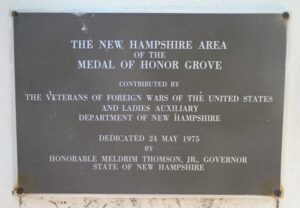 THE NEW HAMPSHIRE AREA
OF THE
MEDAL OF HONOR GROVE
CONTRIBUTED BY
THE VETERANS OF FOREIGN WARS OF THE UNITED STATES
AND LADIES AUXILIARY
DEPARTMENT OF NEW HAMPSHIRE
DEDICATED 24 MAY 1975
BY
HONORABLE MELDRIM THOMSON, JR., GOVERNOR
STATE OF NEW HAMPSHIRE